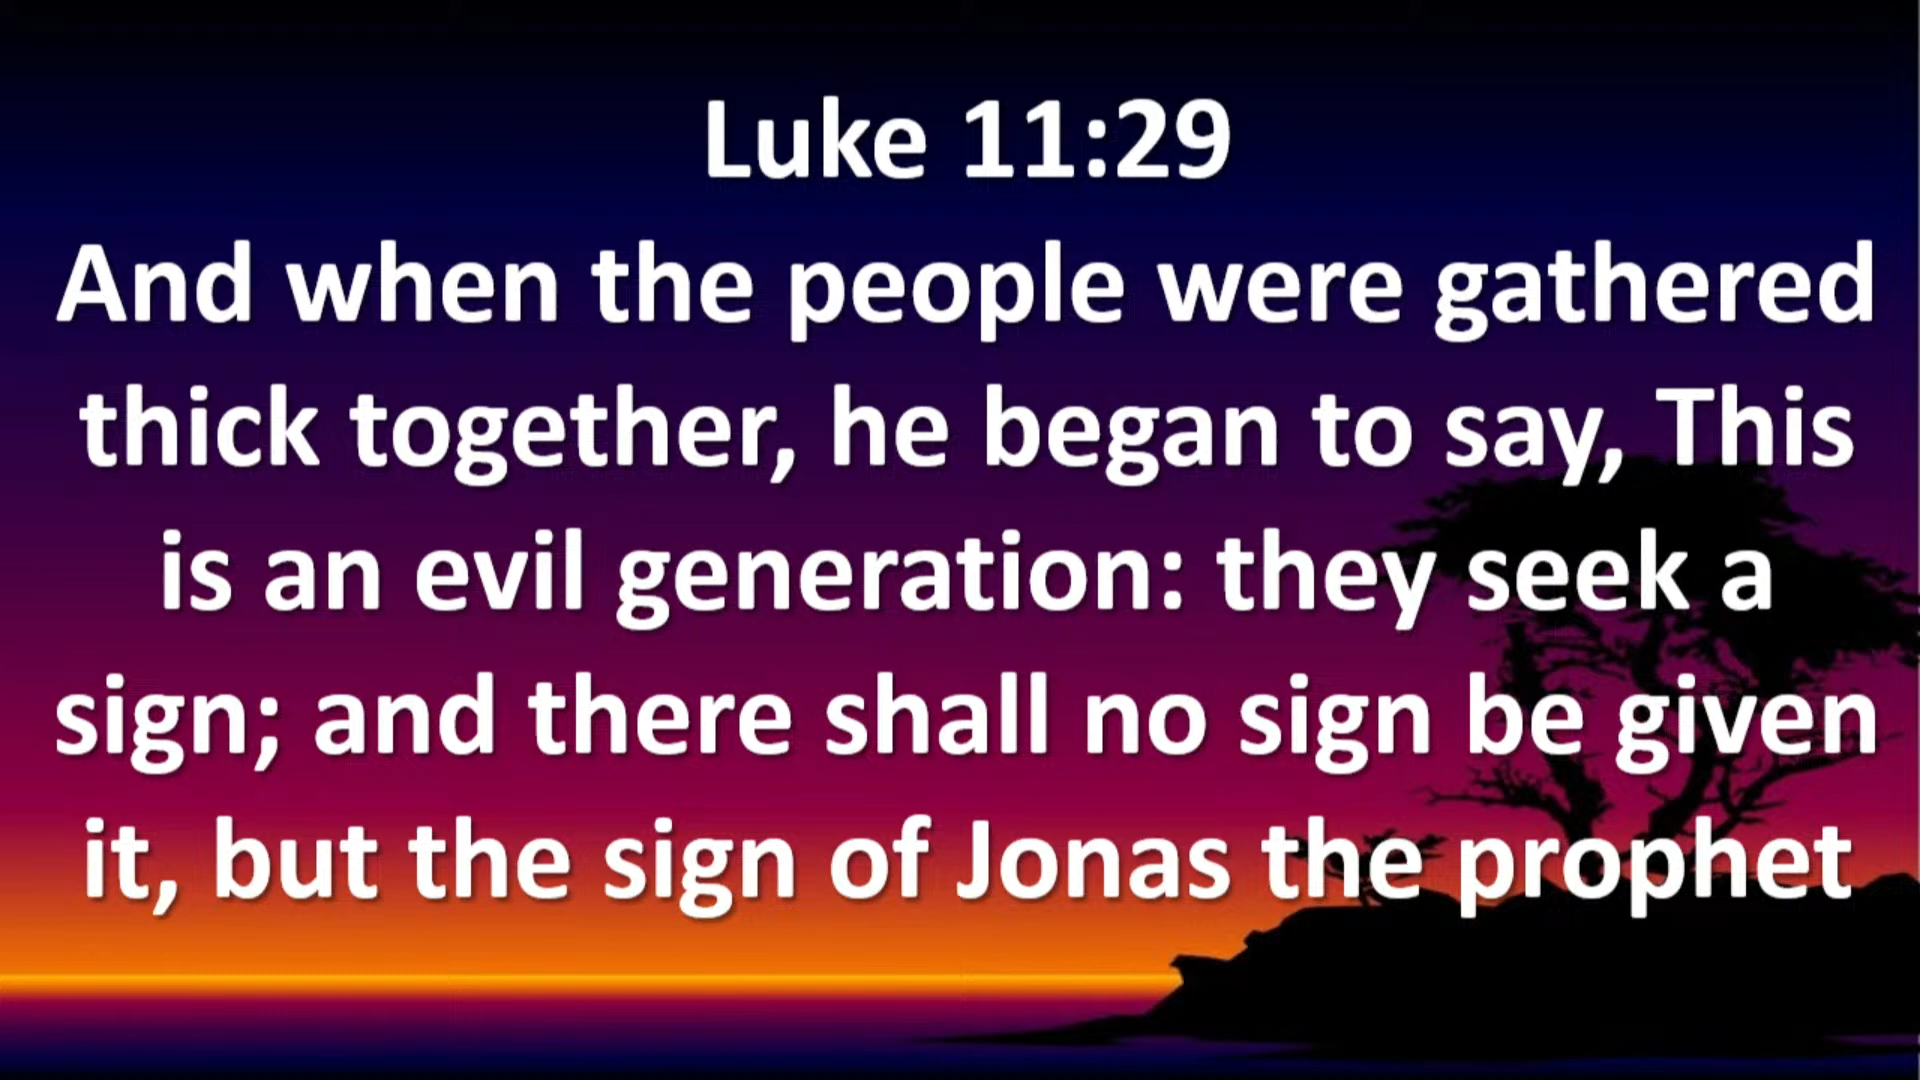 Luke 11:29
And when the people were gathered
thick together, he began to say, This
is an evil generation: they seek a
sign; and there shall no sign be given
it, but the sign of Jonas the prophet